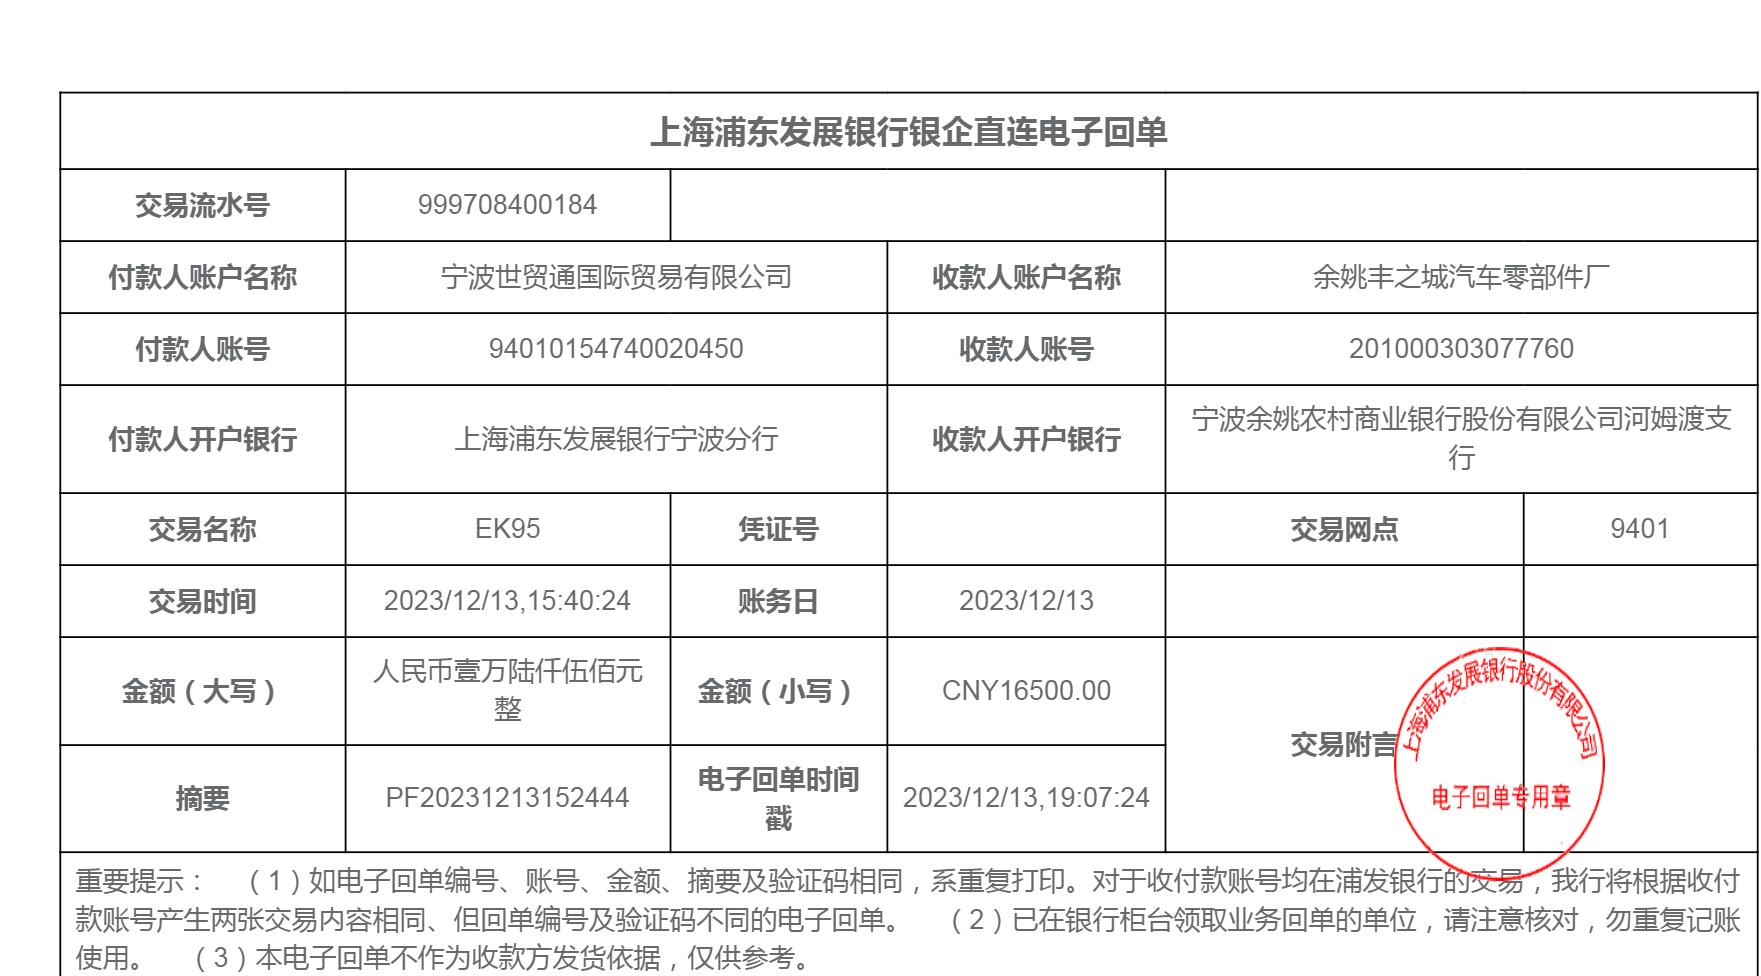 上海浦东发展银行银企直连电子回单
交易流水号 999708400184
付款人账户名称 宁波世贸通国际贸易有限公司 收款人账户名称 余姚丰之城汽车零部件厂
付款人账号 94010154740020450 收款人账号 201000303077760
付款人开户银行 上海浦东发展银行宁波分行 收款人开户银行 宁波余姚农村商业银行股份有限公司河姆渡支
行
交易名称 EK95 凭证号 交易网点 9401
交易时间 2023/12/13,15:40:24 账务日 2023/12/13
金额（大写） 人民币壹万陆仟伍佰元
整
金额（小写） CNY16500.00
交易附言
上海浦东发展银行股份有限公司
电子回单专用章
摘要 PF20231213152444 电子回单时间
戳
2023/12/13,19:07:24
重要提示： （1）如电子回单编号、账号、金额、摘要及验证码相同，系重复打印。对于收付款账号均在浦发银行的交易，我行将根据收付
款账号产生两张交易内容相同、但回单编号及验证码不同的电子回单。 （2）已在银行柜台领取业务回单的单位，请注意核对，勿重复记账
使用。 （3）本电子回单不作为收款方发货依据，仅供参考。